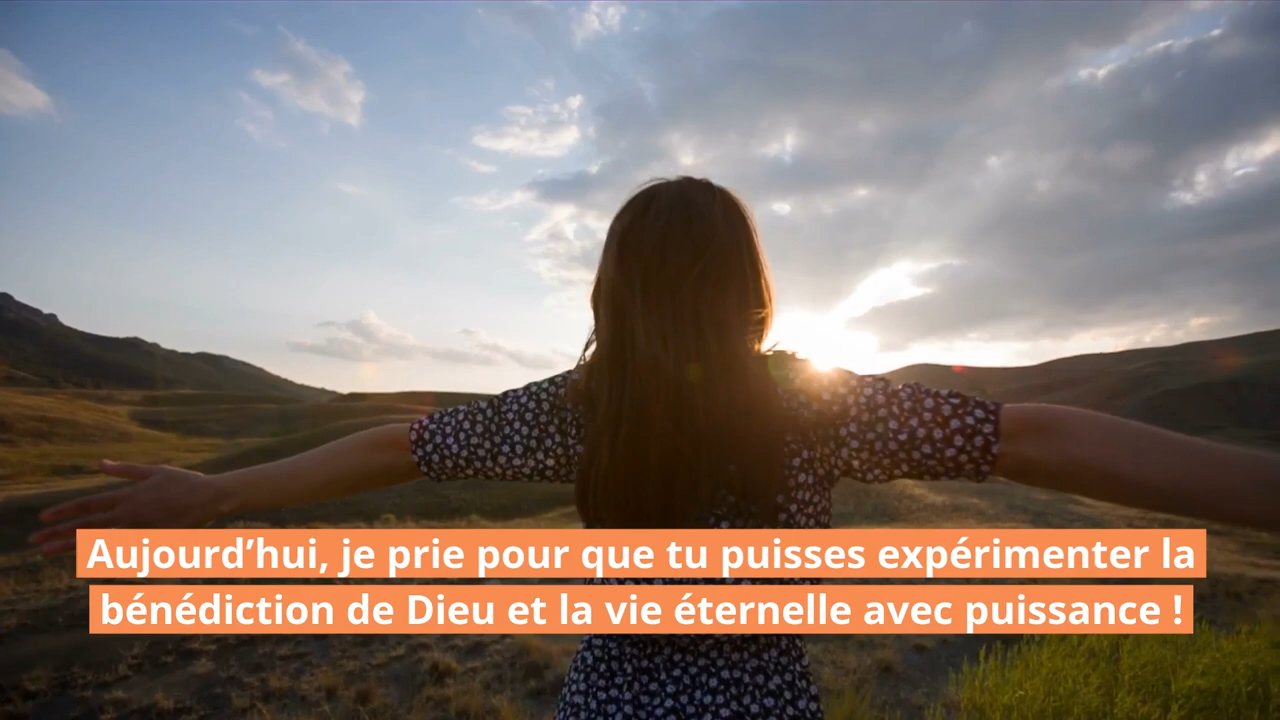 Aujourd’hui, je prie pour que tu puisses expérimenter la
bénédiction de Dieu et la vie éternelle avec puissance !